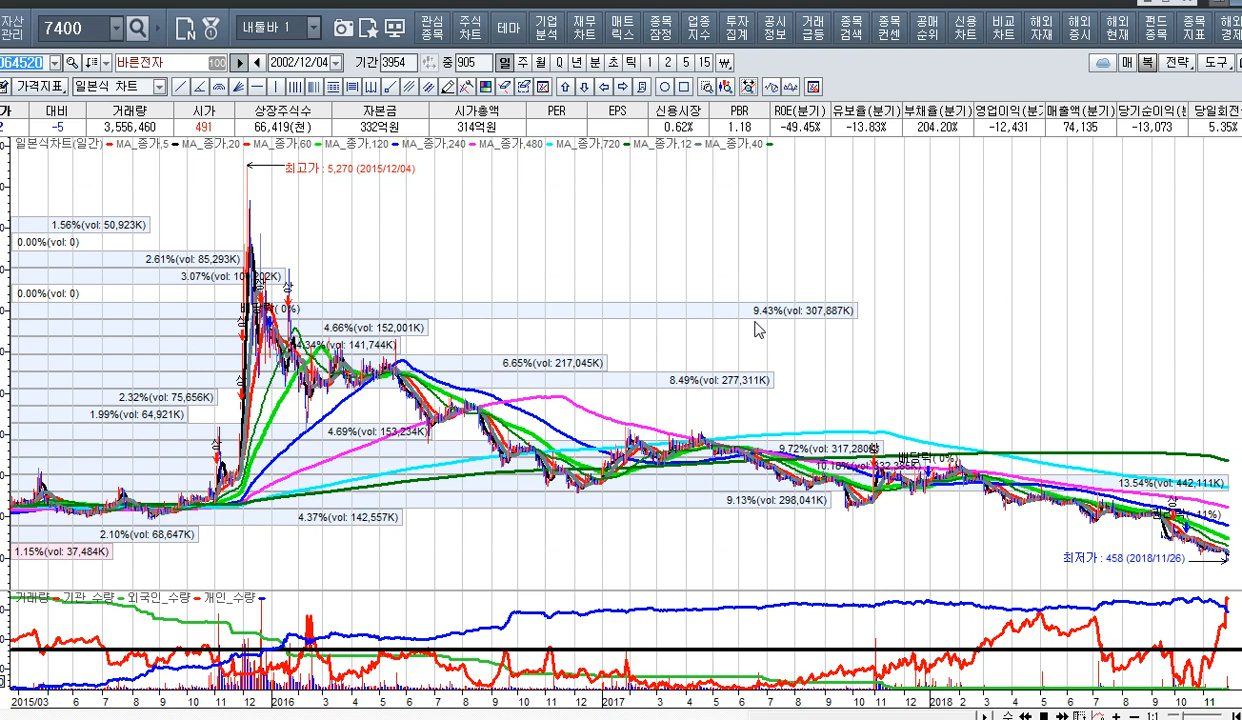 자산 관리 7400 내툴바 1 관심 종목 주식 차트 테마 기업 분석 재무 차트 매트 릭스 종목 잠정 업종 지수 투자 집계 공시 정보 거래 급등 종목 검색 종목 컨센 공매 순위 신용 차트 비교 차트 해외 자재 해외 증시 해외 현재 펀드 종목 종목 지표 해외 경제
064520 바른전자 100 2002/12/04 기간 3954 중 905 일 주 월 Q 년 분 초 틱 1 2 3 5 15 매 복 전략, 도구,
가격지표, 일본식 차트
가 대비 거래량 시가 상장주식수 자본금 시가총액 PER EPS 신용시장 PBR ROE(분기) 유보율(분기) 부채율(분기) 영업이익(분: 매출액(분기) 당기순이익(분 당일회전
2 -5 3,556,460 491 66,419(천) 332억원 314억원 0.62% 1.18 -49.45% -13.83% 204.20% -12,431 74,135 -13,073 5.35%
일본식차트(일간) MA_종가,5 MA_종가,20 MA_종가,60 MA_종가,120 MA_종가,240 MA_종가,480 MA_종가,720 MA_종가,12 MA_종가,40
최고가 : 5,270 (2015/12/04)
1.56%(vol: 50,923K)
0.00%(vol: 0)
2.61%(vol: 85,293K)
0.00%(vol: 0)
9.43%(vol: 307,887K)
4.66%(vol: 152,001K)
4.34%(vol: 141,744K)
6.65%(vol: 217,045K)
8.49%(vol: 277,311K)
2.32%(vol: 75,656K)
1.99%(vol: 64,921K)
4.69%(vol: 153,234K)
13.54%(vol: 442,111K)
9.13%(vol: 298,041K)
4.37%(vol: 142,557K)
2.10%(vol: 68,647K)
1.15%(vol: 37,484K)
최저가 : 458 (2018/11/26)
거래량 기관_수량 외국인_수량 개인_수량
2015/03 6 7 8 9 10 11 12 2016 3 4 5 6 7 8 9 10 11 12 2017 3 4 5 6 7 8 9 10 11 12 2018 2 3 4 5 6 7 8 9 10 11